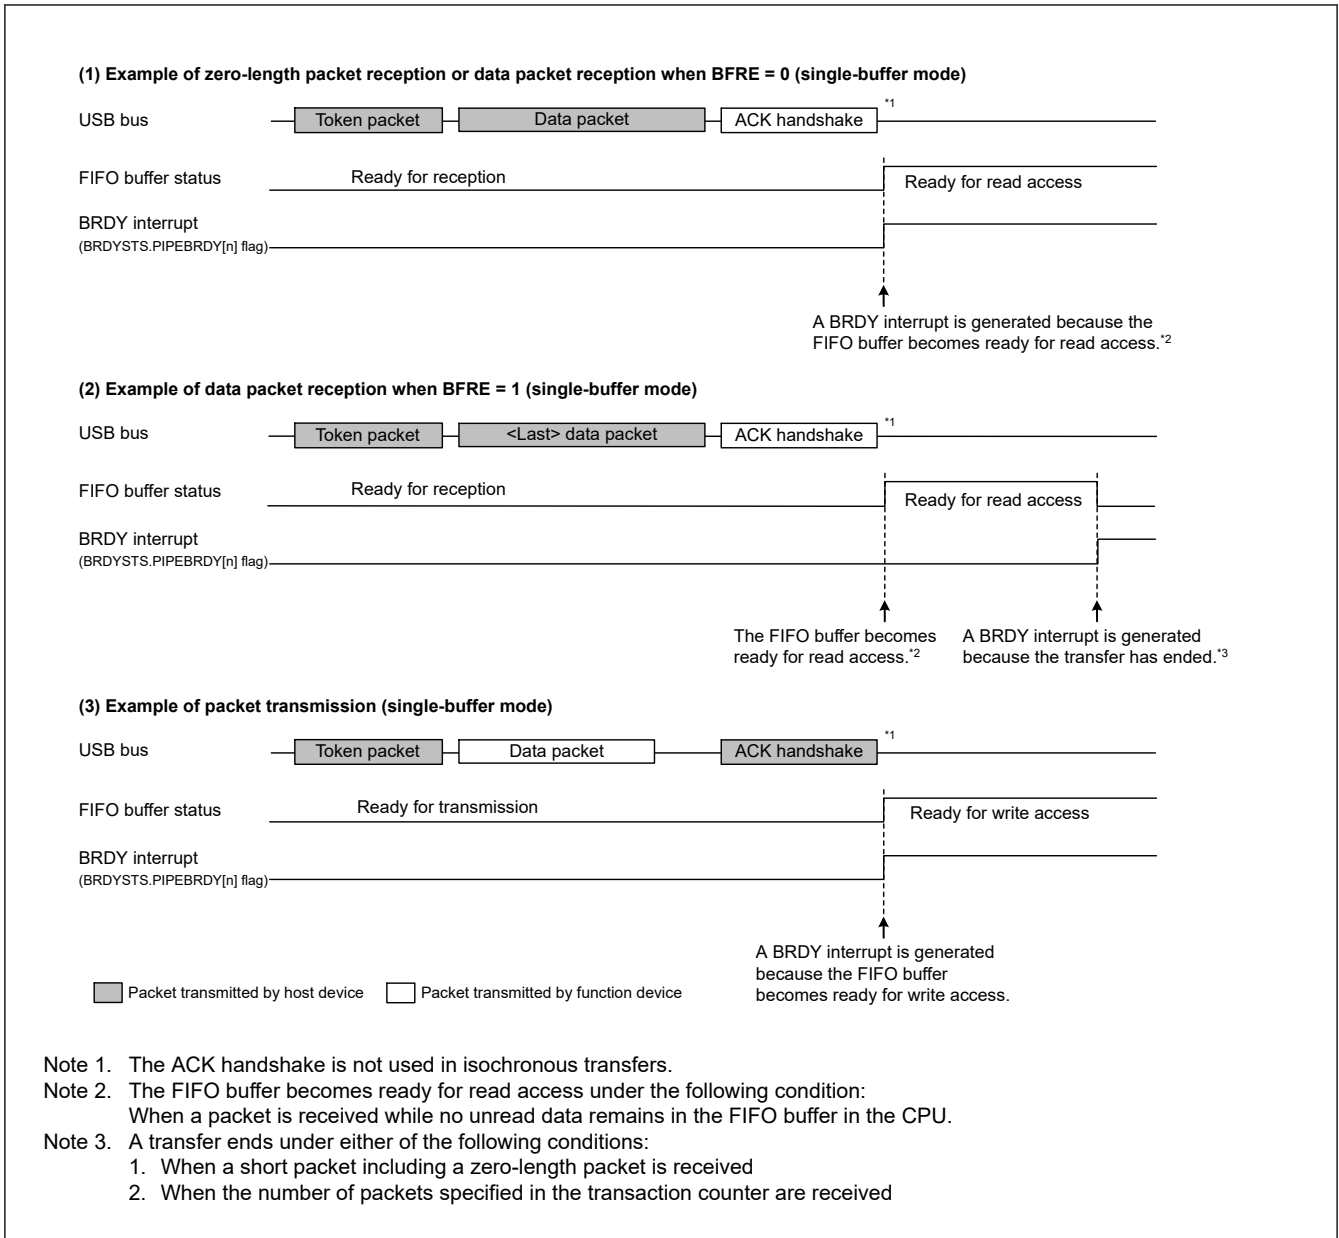 (1) Example of zero-length packet reception or data packet reception when BFRE = 0 (single-buffer mode)
USB bus
Token packet
Data packet
ACK handshake
*1
FIFO buffer status
Ready for reception
Ready for read access
BRDY interrupt
(BRDYSTS.PIPEBRDY[n] flag)
A BRDY interrupt is generated because the
FIFO buffer becomes ready for read access.*2
(2) Example of data packet reception when BFRE = 1 (single-buffer mode)
USB bus
Token packet
<Last> data packet
ACK handshake
*1
FIFO buffer status
Ready for reception
Ready for read access
BRDY interrupt
(BRDYSTS.PIPEBRDY[n] flag)
The FIFO buffer becomes
ready for read access.*2
A BRDY interrupt is generated
because the transfer has ended.*3
(3) Example of packet transmission (single-buffer mode)
USB bus
Token packet
Data packet
ACK handshake
*1
FIFO buffer status
Ready for transmission
Ready for write access
BRDY interrupt
(BRDYSTS.PIPEBRDY[n] flag)
A BRDY interrupt is generated
because the FIFO buffer
becomes ready for write access.
Packet transmitted by host device
Packet transmitted by function device
Note 1. The ACK handshake is not used in isochronous transfers.
Note 2. The FIFO buffer becomes ready for read access under the following condition:
When a packet is received while no unread data remains in the FIFO buffer in the CPU.
Note 3. A transfer ends under either of the following conditions:
1. When a short packet including a zero-length packet is received
2. When the number of packets specified in the transaction counter are received